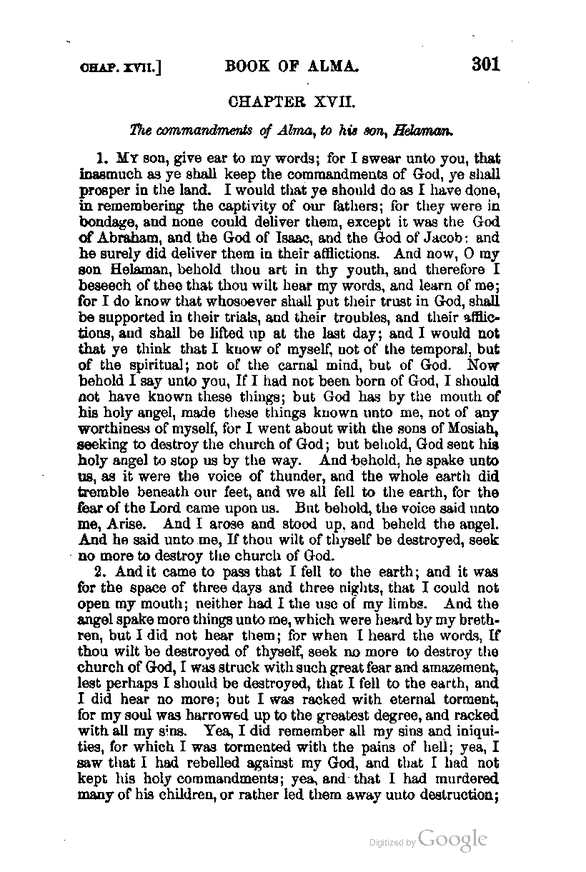 CHAP. XVII.] BOOK OF ALMA. 301
CHAPTER XVII.
The commandments of Alma, to his son, Helaman.
1. MY son, give ear to my words; for I swear unto you, that
inasmuch as ye shall keep the commandments of God, ye shall
prosper in the land. I would that ye should do as I have done,
in remembering the captivity of our fathers; for they were in
bondage, and none could deliver them, except it was the God
of Abraham, and the God of Isaac, and the God of Jacob: and
he surely did deliver them in their afflictions. And now, O my
son Helaman, behold thou art in thy youth, and therefore I
beseech of thee that thou wilt hear my words, and learn of me;
for I do know that whosoever shall put their trust in God, shall
be supported in their trials, and their troubles, and their afflic-
tions, and shall be lifted up at the last day; and I would not
that ye think that I know of myself, not of the temporal, but
of the spiritual; not of the carnal mind, but of God. Now
behold I say unto you, If I had not been born of God, I should
not have known these things; but God has by the mouth of
his holy angel, made these things known unto me, not of any
worthiness of myself, for I went about with the sons of Mosiah,
seeking to destroy the church of God; but behold, God sent his
holy angel to stop us by the way. And behold, he spake unto
us, as it were the voice of thunder, and the whole earth did
tremble beneath our feet, and we all fell to the earth, for the
fear of the Lord came upon us. But behold, the voice said unto
me, Arise. And I arose and stood up, and beheld the angel.
And he said unto me, If thou wilt of thyself be destroyed, seek
no more to destroy the church of God.
2. And it came to pass that I fell to the earth; and it was
for the space of three days and three nights, that I could not
open my mouth; neither had I the use of my limbs. And the
angel spake more things unto me, which were heard by my breth-
ren, but I did not hear them; for when I heard the words, If
thou wilt be destroyed of thyself, seek no more to destroy the
church of God, I was struck with such great fear and amazement,
lest perhaps I should be destroyed, that I fell to the earth, and
I did hear no more; but I was racked with eternal torment,
for my soul was harrowed up to the greatest degree, and racked
with all my sins. Yea, I did remember all my sins and iniqui-
ties, for which I was tormented with the pains of hell; yea, I
saw that I had rebelled against my God, and that I had not
kept his holy commandments; yea, and that I had murdered
many of his children, or rather led them away unto destruction;
Digitized by Google